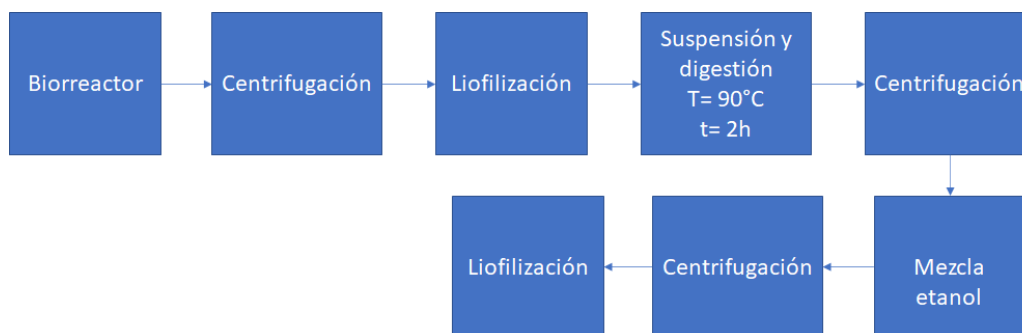 Biorreactor
Centrifugación
Liofilización
Suspensión y
digestión
T= 90°C
t= 2h
Centrifugación
Mezcla
etanol
Centrifugación
Liofilización